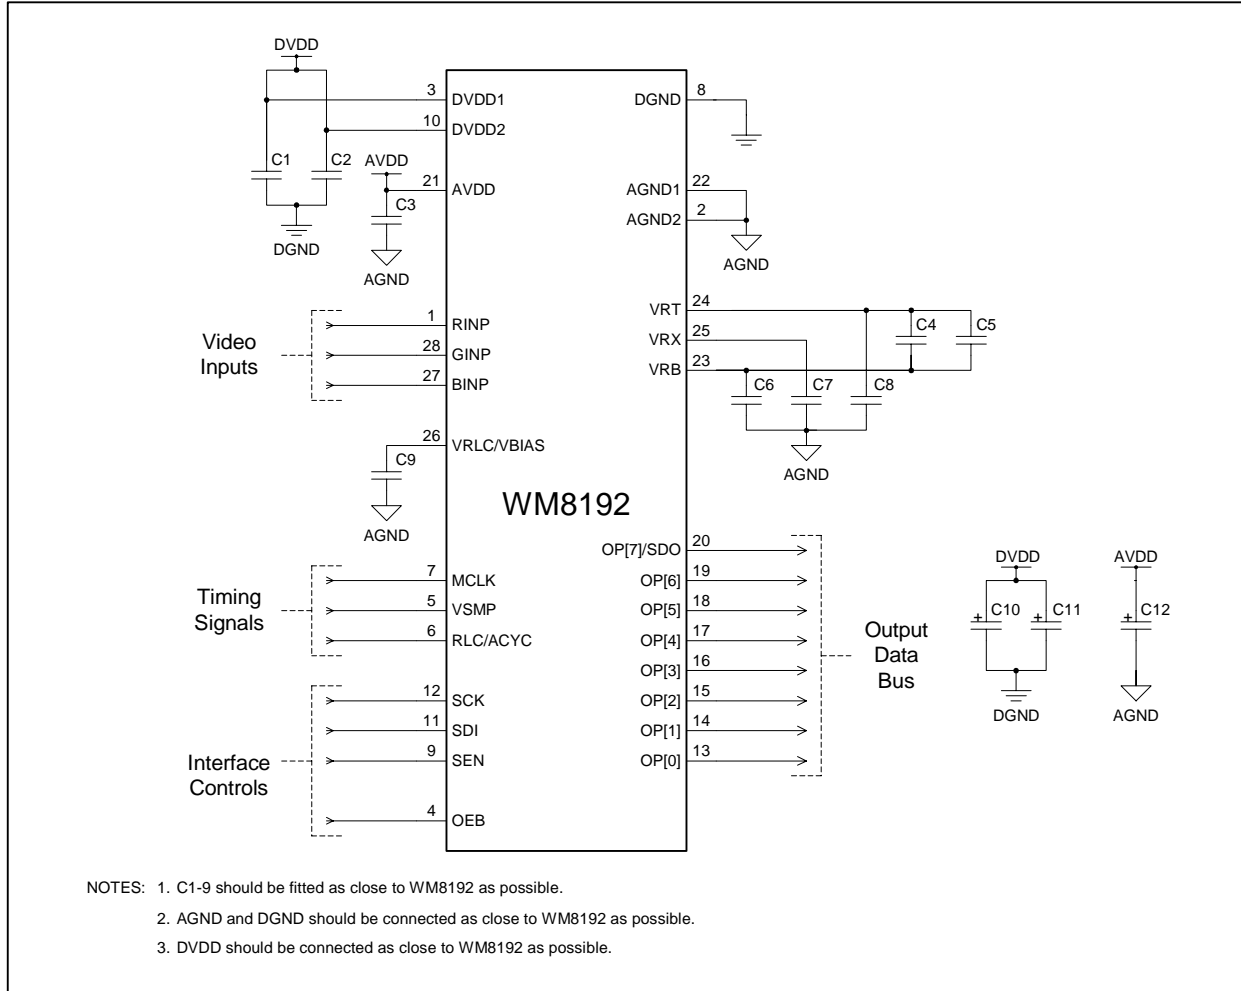 DVDD
3 DVDD1
10 DVDD2
C1 C2
DGND
AVDD
21 AVDD
C3
AGND
DGND 8
AGND1 22
AGND2 2
AGND
Video
Inputs
1 RINP
28 GINP
27 BINP
VRT 24
VRX 25
VRB 23
C4 C5
C6 C7 C8
AGND
26 VRLC/VBIAS
C9
AGND
WM8192
Timing
Signals
7 MCLK
5 VSMP
6 RLC/ACYC
Interface
Controls
12 SCK
11 SDI
9 SEN
4 OEB
OP[7]/SDO 20
OP[6] 19
OP[5] 18
OP[4] 17
OP[3] 16
OP[2] 15
OP[1] 14
OP[0] 13
Output
Data
Bus
DVDD
+ C10 + C11
DGND
AVDD
+ C12
AGND
NOTES: 1. C1-9 should be fitted as close to WM8192 as possible.
2. AGND and DGND should be connected as close to WM8192 as possible.
3. DVDD should be connected as close to WM8192 as possible.